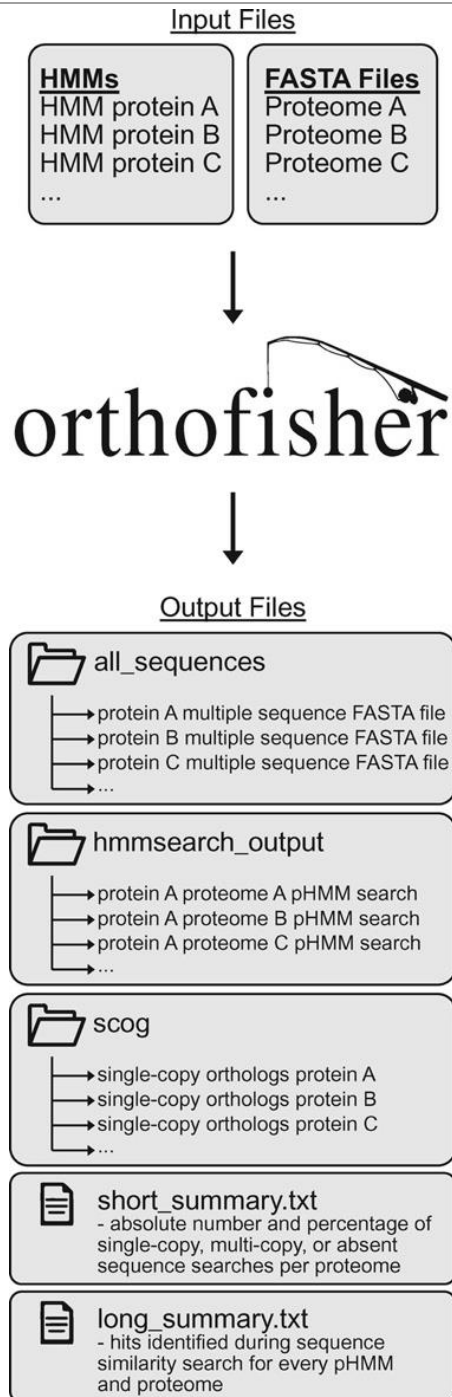 Input Files
HMMs
HMM protein A
HMM protein B
HMM protein C
...
FASTA Files
Proteome A
Proteome B
Proteome C
...
orthofisher
Output Files
all_sequences
protein A multiple sequence FASTA file
protein B multiple sequence FASTA file
protein C multiple sequence FASTA file
...
hmmsearch_output
protein A proteome A pHMM search
protein A proteome B pHMM search
protein A proteome C pHMM search
...
scog
single-copy orthologs protein A
single-copy orthologs protein B
single-copy orthologs protein C
...
short_summary.txt
- absolute number and percentage of
single-copy, multi-copy, or absent
sequence searches per proteome
long_summary.txt
- hits identified during sequence
similarity search for every pHMM
and proteome